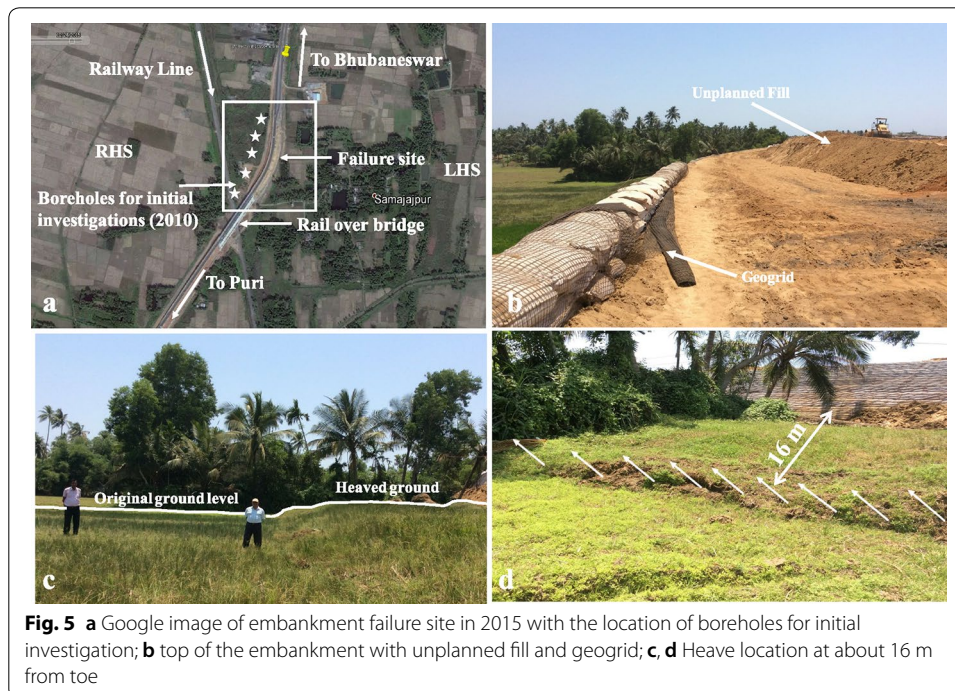 To Bhubaneswar
Railway Line
RHS
Failure site
LHS
Boreholes for initial
investigations (2010)
Samajajpur
Rail over bridge
To Puri
a
Unplanned Fill
Geogrid
b
Original ground level
Heaved ground
c
16 m
d
Fig. 5 a Google image of embankment failure site in 2015 with the location of boreholes for initial
investigation; b top of the embankment with unplanned fill and geogrid; c, d Heave location at about 16 m
from toe